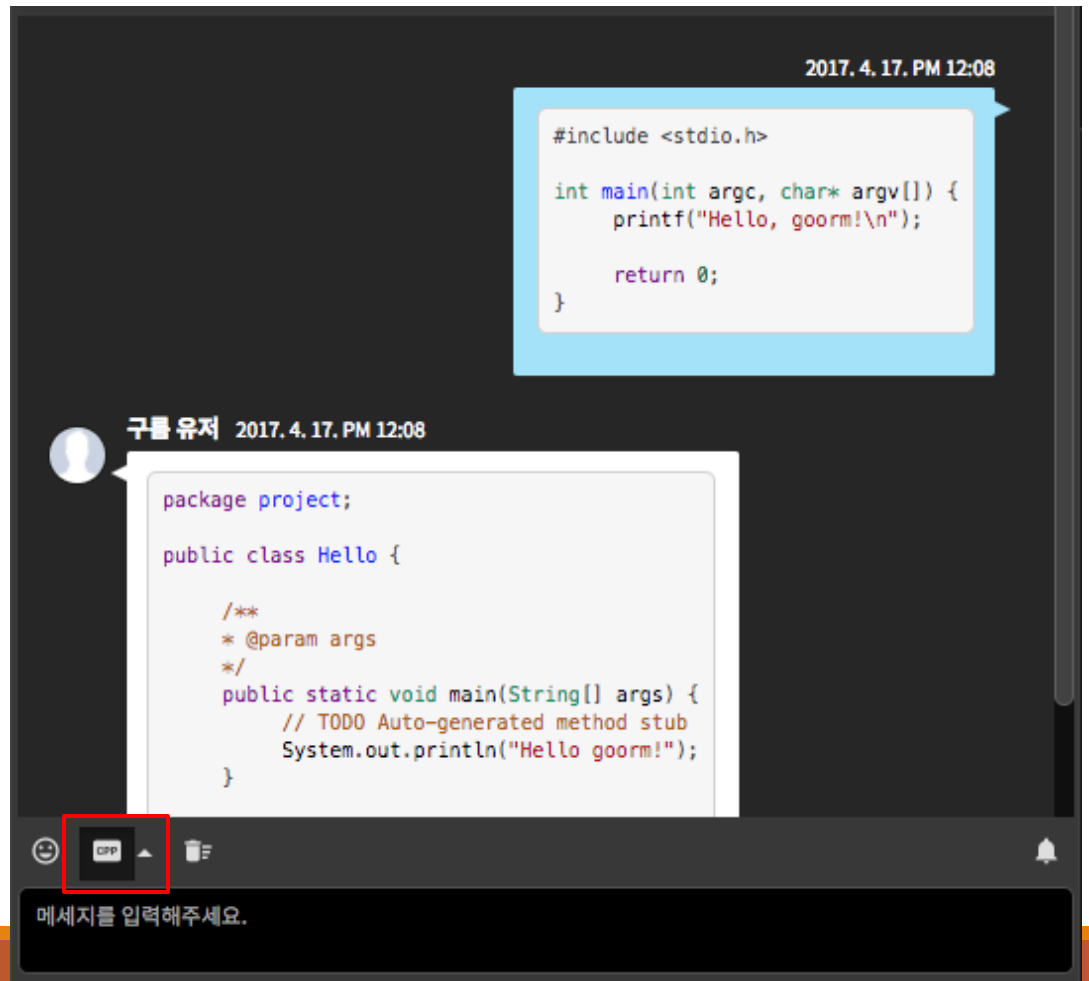 2017. 4. 17. PM 12:08
#include <stdio.h>
int main(int argc, char* argv[]) {
printf("Hello, goorm!\n");
return 0;
}
구름 유저 2017. 4. 17. PM 12:08
package project;
public class Hello {
/**
* @param args
*/
public static void main(String[] args) {
// TODO Auto-generated method stub
System.out.println("Hello goorm!");
}
CPP
메세지를 입력해주세요.